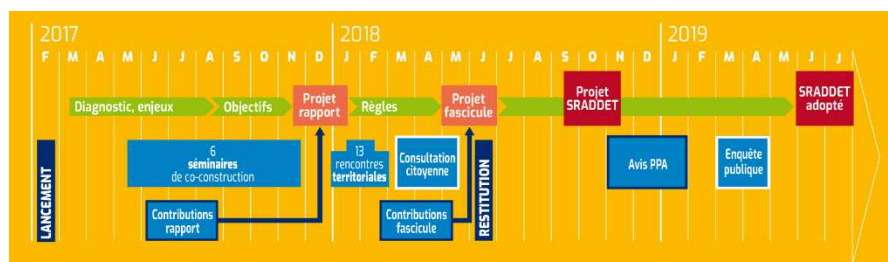 2017 2018 2019
F M A M J J A S O N D J F M A M J J A S O N D J F M A M J J
Diagnostic, enjeux
Objectifs
Projet
rapport
Règles
Projet
fascicule
Projet
SRADDET
SRADDET
adopté
LANCEMENT
6
séminaires
de co-construction
13
rencontres
territoriales
Consultation
citoyenne
RESTITUTION
Avis PPA
Enquête
publique
Contributions
rapport
Contributions
fascicule